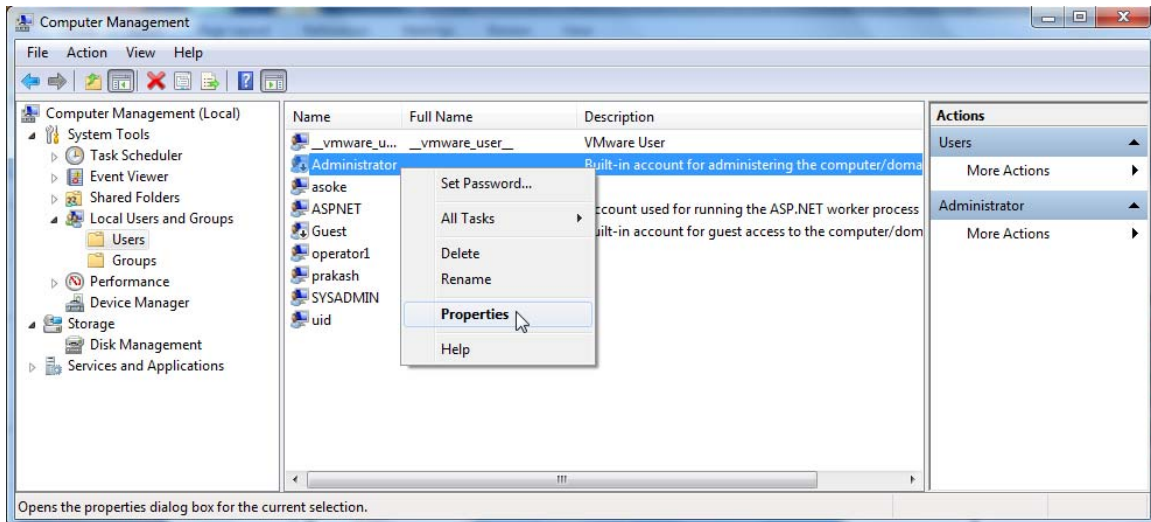 Computer Management
File Action View Help
Computer Management (Local)
System Tools
Task Scheduler
Event Viewer
Shared Folders
Local Users and Groups
Users
Groups
Performance
Device Manager
Storage
Disk Management
Services and Applications
Name Full Name Description
__vmware_u... __vmware_user__ VMware User
Administrator Built-in account for administering the computer/doma
asoke
ASPNET ccount used for running the ASP.NET worker process
Guest uilt-in account for guest access to the computer/dom
operator1
prakash
SYSADMIN
uid
Set Password...
All Tasks
Delete
Rename
Properties
Help
Actions
Users
More Actions
Administrator
More Actions
Opens the properties dialog box for the current selection.